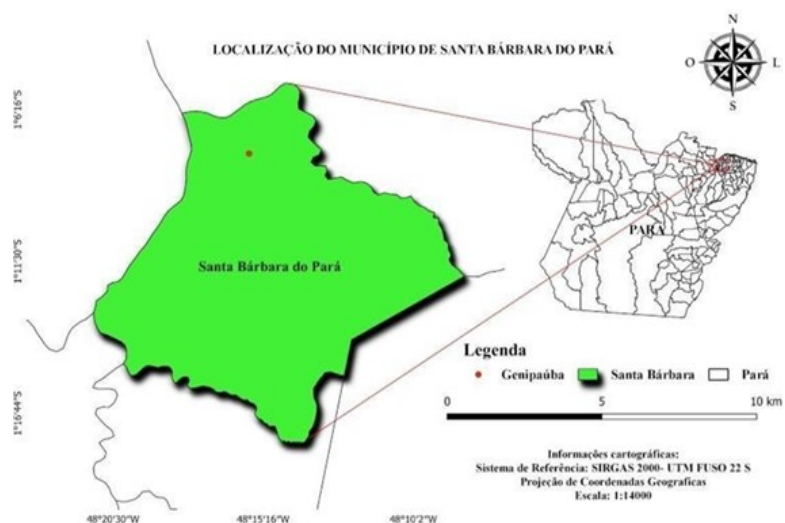 LOCALIZAÇÃO DO MUNICÍPIO DE SANTA BÁRBARA DO PARÁ
N
O
L
S
1°6'16"S
1°11'30"S
1°16'44"S
Santa Bárbara do Pará
PARÁ
Legenda
Genipaúba
Santa Bárbara
Pará
0
5
10 km
Informações cartográficas:
Sistema de Referência: SIRGAS 2000- UTM FUSO 22 S
Projeção de Coordenadas Geograficas
Escala: 1:14000
48°20'30"W
48°15'16"W
48°10'2"W